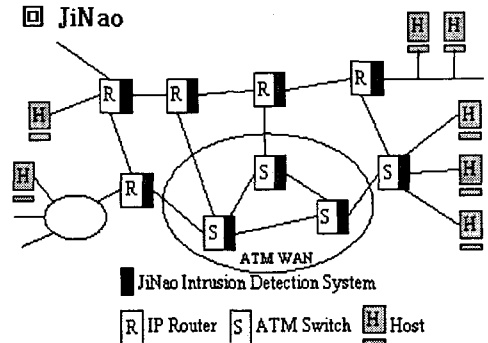 JiNao
H H
R R R R
H
H
H
H
R
S S
H
S S
ATM WAN
JiNao Intrusion Detection System
R IP Router S ATM Switch H Host